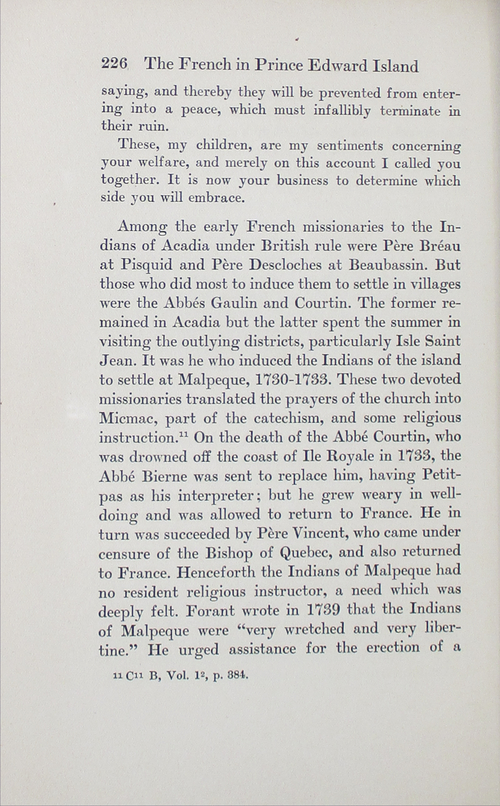 226 The French in Prince Edward Island
saying, and thereby they will be prevented from enter-
ing into a peace, which must infallibly terminate in
their ruin.
These, my children, are my sentiments concerning
your welfare, and merely on this account I called you
together. It is now your business to determine which
side you will embrace.
Among the early French missionaries to the In-
dians of Acadia under British rule were Père Bréau
at Pisquid and Père Descloches at Beaubassin. But
those who did most to induce them to settle in villages
were the Abbés Gaulin and Courtin. The former re-
mained in Acadia but the latter spent the summer in
visiting the outlying districts, particularly Isle Saint
Jean. It was he who induced the Indians of the island
to settle at Malpeque, 1730-1733. These two devoted
missionaries translated the prayers of the church into
Micmac, part of the catechism, and some religious
instruction.¹¹ On the death of the Abbé Courtin, who
was drowned off the coast of Ile Royale in 1733, the
Abbé Bierne was sent to replace him, having Petit-
pas as his interpreter; but he grew weary in well-
doing and was allowed to return to France. He in
turn was succeeded by Père Vincent, who came under
censure of the Bishop of Quebec, and also returned
to France. Henceforth the Indians of Malpeque had
no resident religious instructor, a need which was
deeply felt. Forant wrote in 1739 that the Indians
of Malpeque were “very wretched and very liber-
tine.” He urged assistance for the erection of a
¹¹ C¹¹ B, Vol. 1², p. 384.